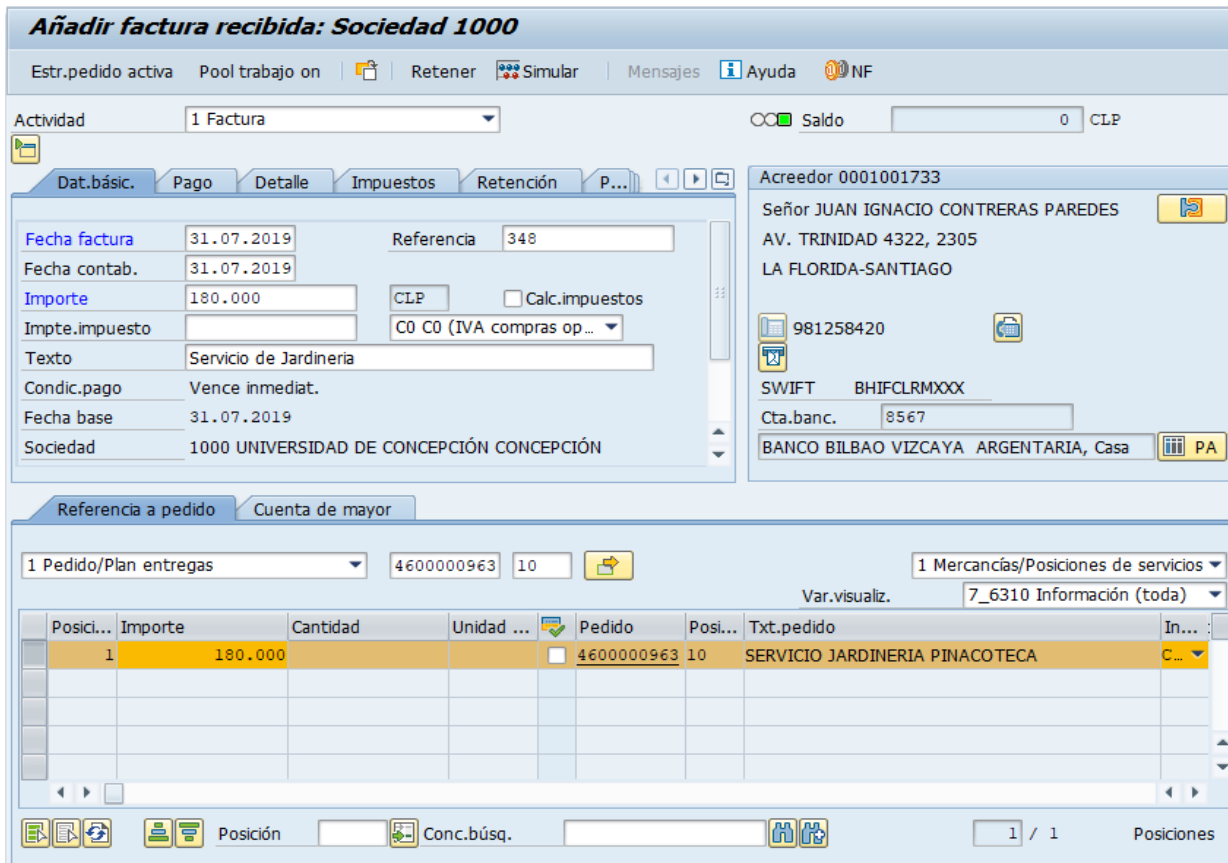 Añadir factura recibida: Sociedad 1000
Estr.pedido activa Pool trabajo on Retener Simular Mensajes Ayuda NF
Actividad 1 Factura Saldo 0 CLP
Dat.básic. Pago Detalle Impuestos Retención P...
Fecha factura 31.07.2019 Referencia 348
Fecha contab. 31.07.2019
Importe 180.000 CLP Calc.impuestos
Impte.impuesto C0 C0 (IVA compras op...
Texto Servicio de Jardineria
Condic.pago Vence inmediat.
Fecha base 31.07.2019
Sociedad 1000 UNIVERSIDAD DE CONCEPCIÓN CONCEPCIÓN
Acreedor 0001001733
Señor JUAN IGNACIO CONTRERAS PAREDES
AV. TRINIDAD 4322, 2305
LA FLORIDA-SANTIAGO
981258420
SWIFT BHIFCLRMXXX
Cta.banc. 8567
BANCO BILBAO VIZCAYA ARGENTARIA, Casa PA
Referencia a pedido Cuenta de mayor
1 Pedido/Plan entregas 4600000963 10 1 Mercancías/Posiciones de servicios
Var.visualiz. 7_6310 Información (toda)
Posici... Importe Cantidad Unidad ... Pedido Posi... Txt.pedido In...
1 180.000 4600000963 10 SERVICIO JARDINERIA PINACOTECA C...
Posición Conc.búsq. 1 / 1 Posiciones